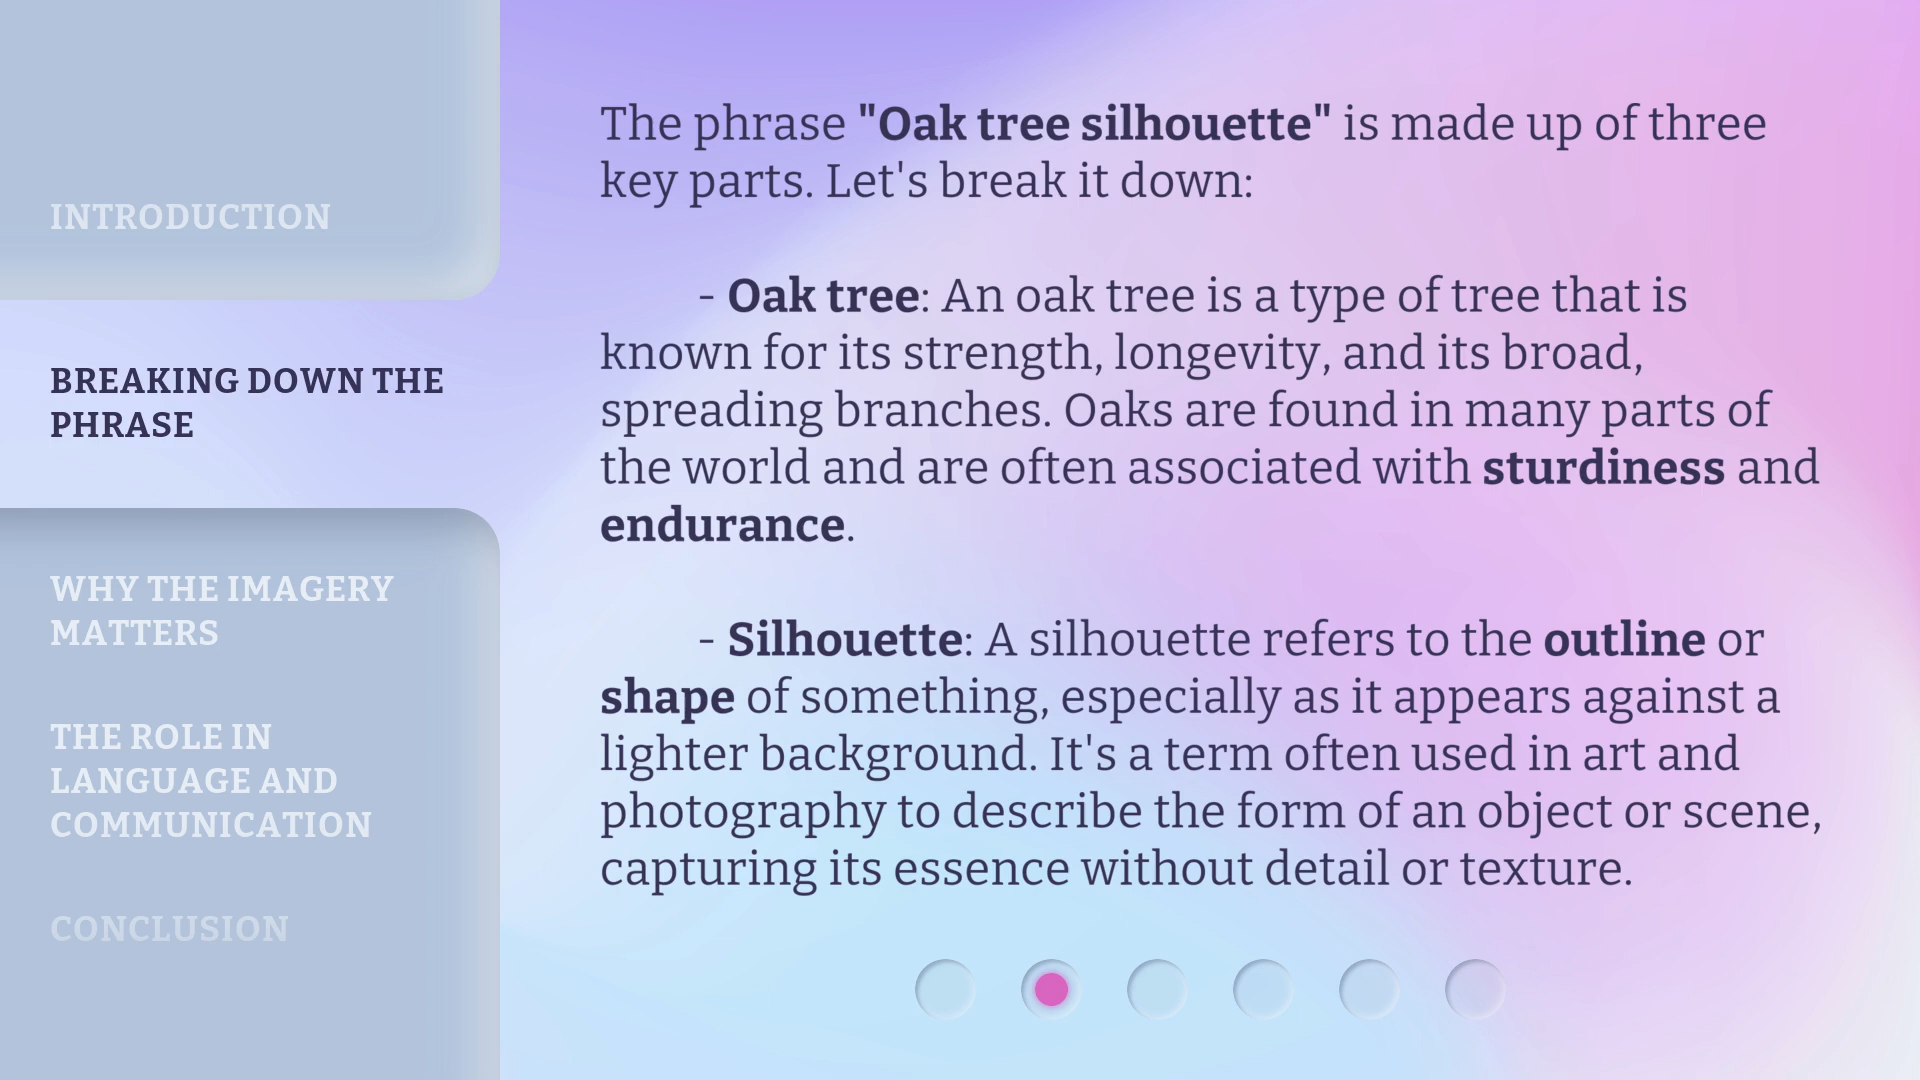 INTRODUCTION
BREAKING DOWN THE
PHRASE
WHY THE IMAGERY
MATTERS
THE ROLE IN
LANGUAGE AND
COMMUNICATION
CONCLUSION
The phrase "Oak tree silhouette" is made up of three
key parts. Let's break it down:
- Oak tree: An oak tree is a type of tree that is
known for its strength, longevity, and its broad,
spreading branches. Oaks are found in many parts of
the world and are often associated with sturdiness and
endurance.
- Silhouette: A silhouette refers to the outline or
shape of something, especially as it appears against a
lighter background. It's a term often used in art and
photography to describe the form of an object or scene,
capturing its essence without detail or texture.